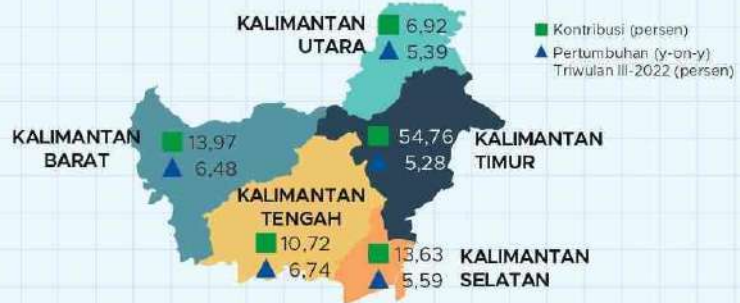 KALIMANTAN
UTARA
6,92
5,39
Kontribusi (persen)
Pertumbuhan (y-on-y)
Triwulan III-2022 (persen)
KALIMANTAN
BARAT
13,97
6,48
54,76
5,28
KALIMANTAN
TIMUR
KALIMANTAN
TENGAH
10,72
6,74
13,63
5,59
KALIMANTAN
SELATAN